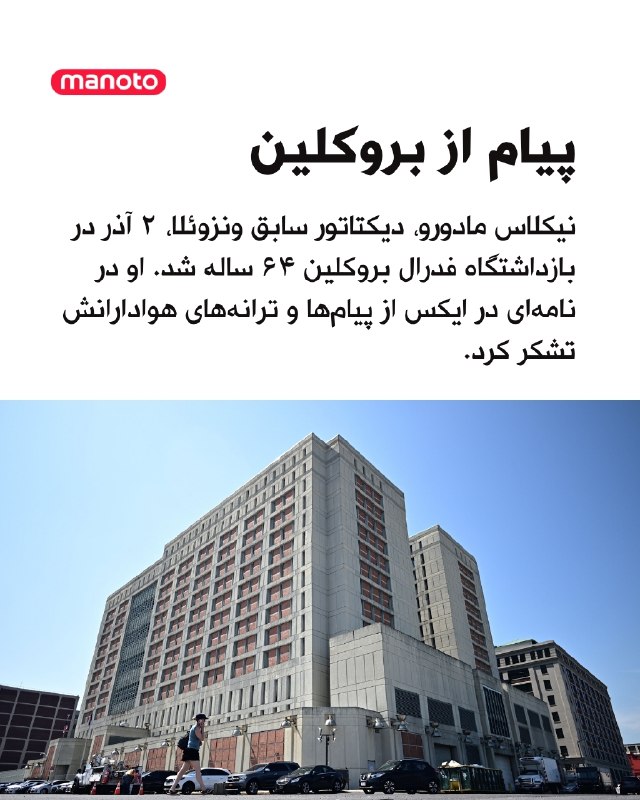 manoto
پیام از بروکلین
نیکلاس مادورو، دیکتاتور سابق ونزوئلا، ۲ آذر در
بازداشتگاه فدرال بروکلین ۶۴ ساله شد. او در
نامه‌ای در ایکس از پیام‌ها و ترانه‌های هوادارانش
تشکر کرد.